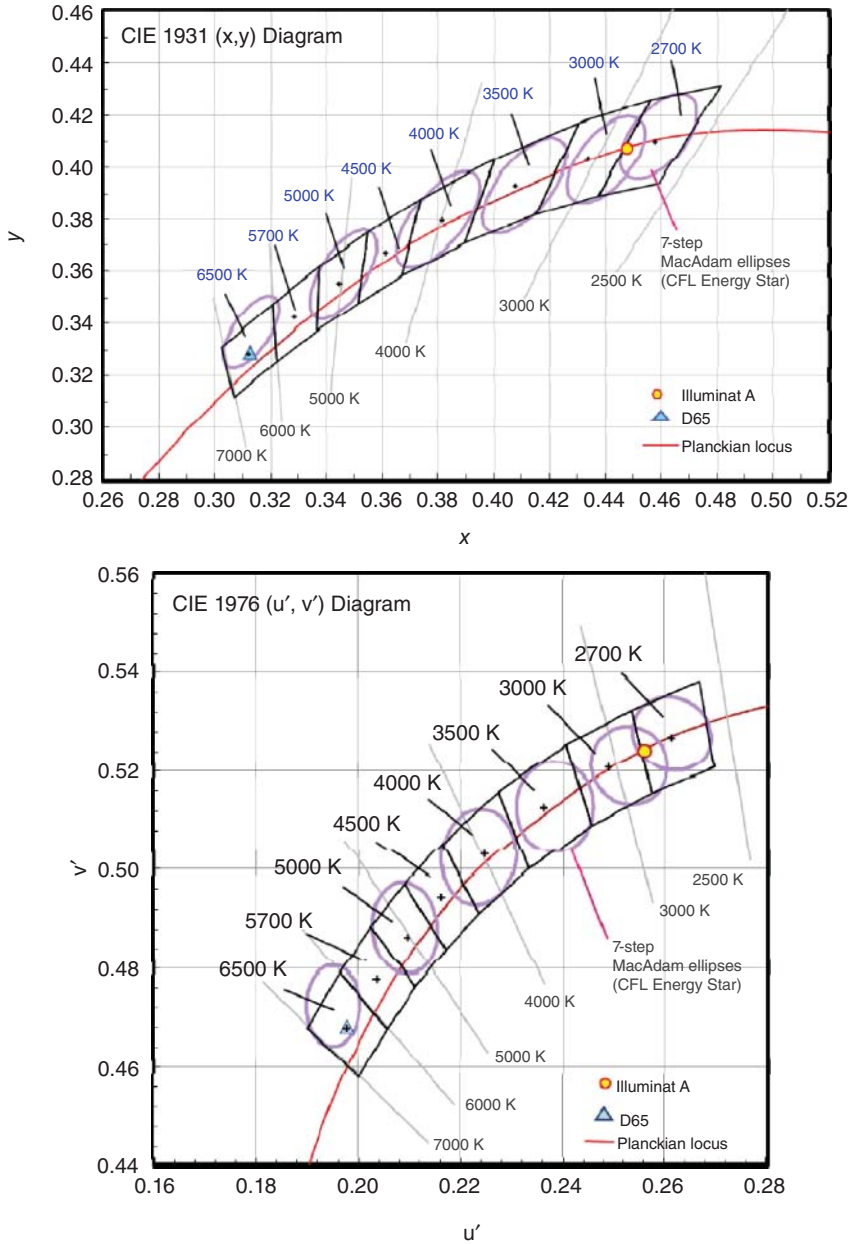 CIE 1931 (x,y) Diagram
0.46
0.44
0.42
0.40
0.38
0.36
0.34
0.32
0.30
0.28
y
2700 K
3000 K
3500 K
4000 K
4500 K
5000 K
5700 K
6500 K
7-step
MacAdam ellipses
(CFL Energy Star)
2500 K
3000 K
4000 K
5000 K
6000 K
7000 K
Illuminat A
D65
Planckian locus
0.26
0.28
0.30
0.32
0.34
0.36
0.38
0.40
0.42
0.44
0.46
0.48
0.50
0.52
x
CIE 1976 (u′, v′) Diagram
0.56
0.54
0.52
0.50
0.48
0.46
0.44
v′
2700 K
3000 K
3500 K
4000 K
4500 K
5000 K
5700 K
6500 K
2500 K
3000 K
7-step
MacAdam ellipses
(CFL Energy Star)
4000 K
5000 K
6000 K
7000 K
Illuminat A
D65
Planckian locus
0.16
0.18
0.20
0.22
0.24
0.26
0.28
u′